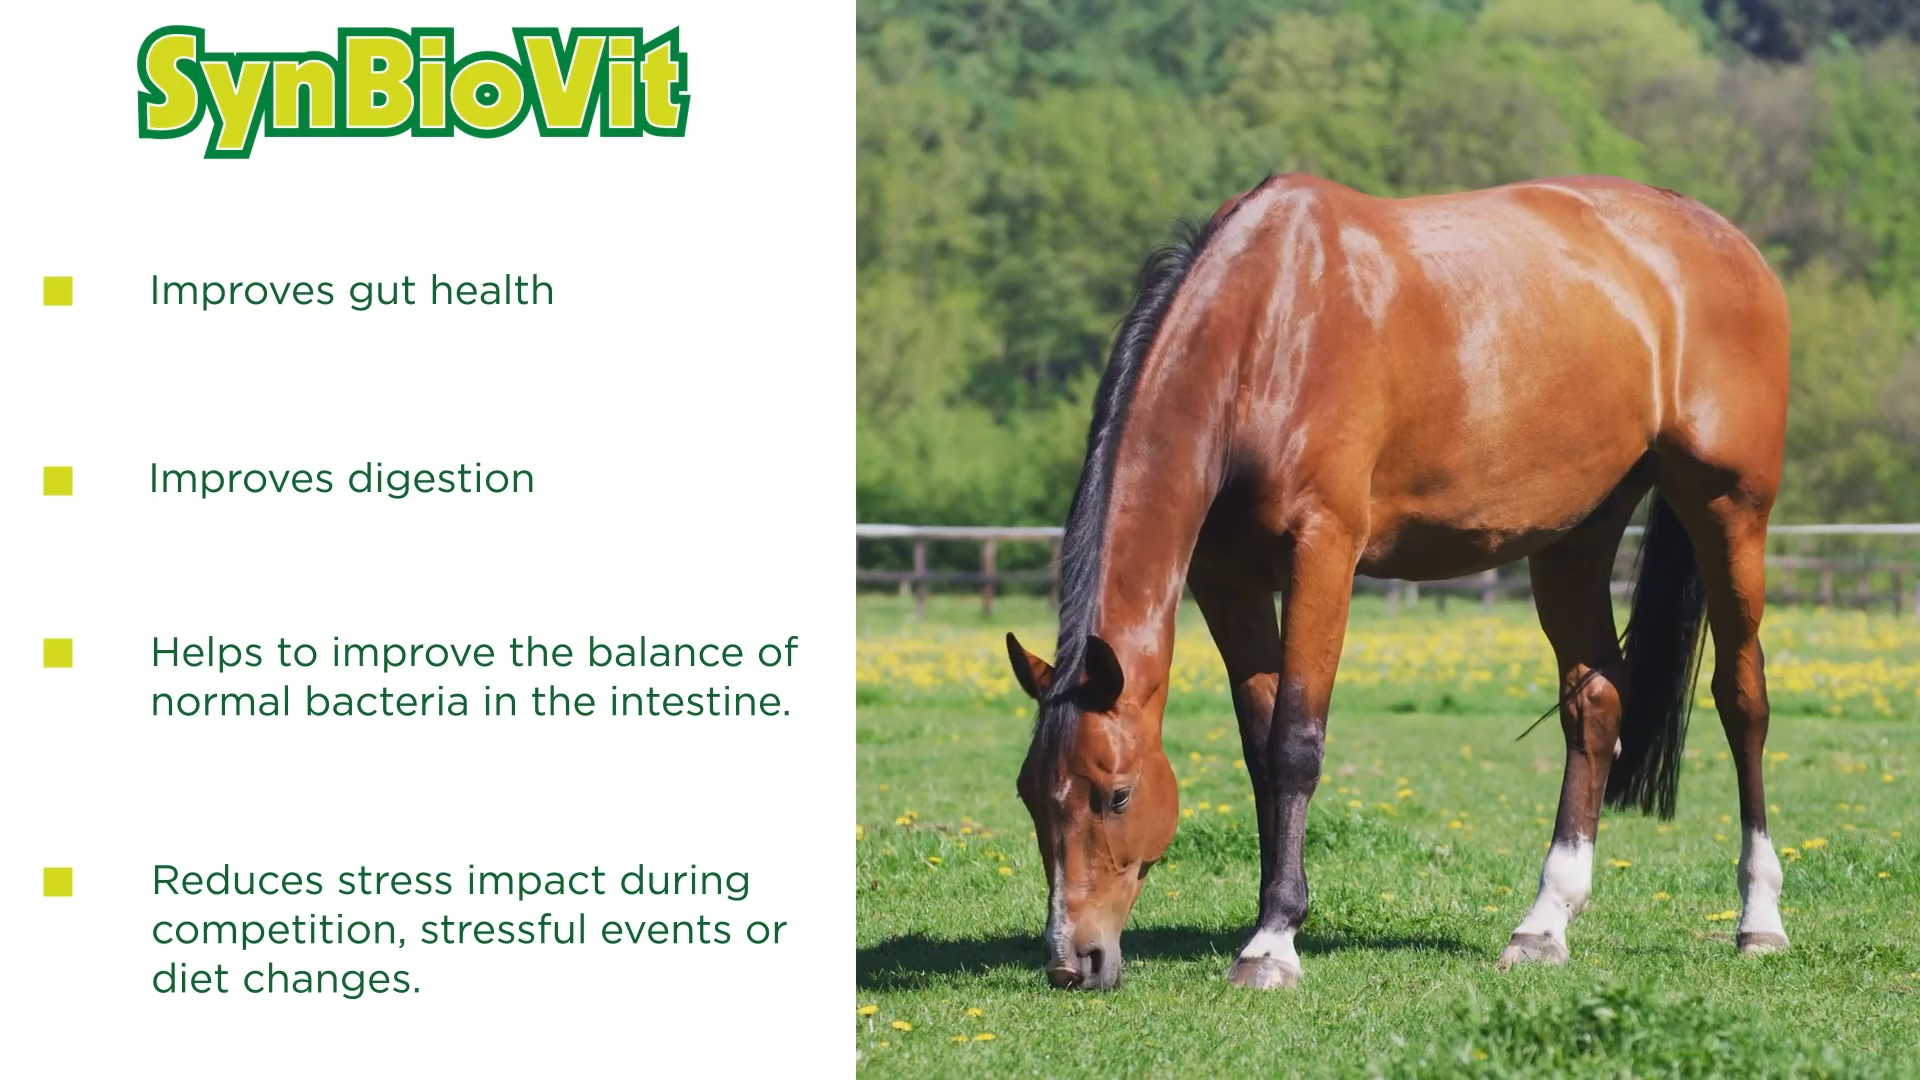 SynBioVit
Improves gut health
Improves digestion
Helps to improve the balance of
normal bacteria in the intestine.
Reduces stress impact during
competition, stressful events or
diet changes.